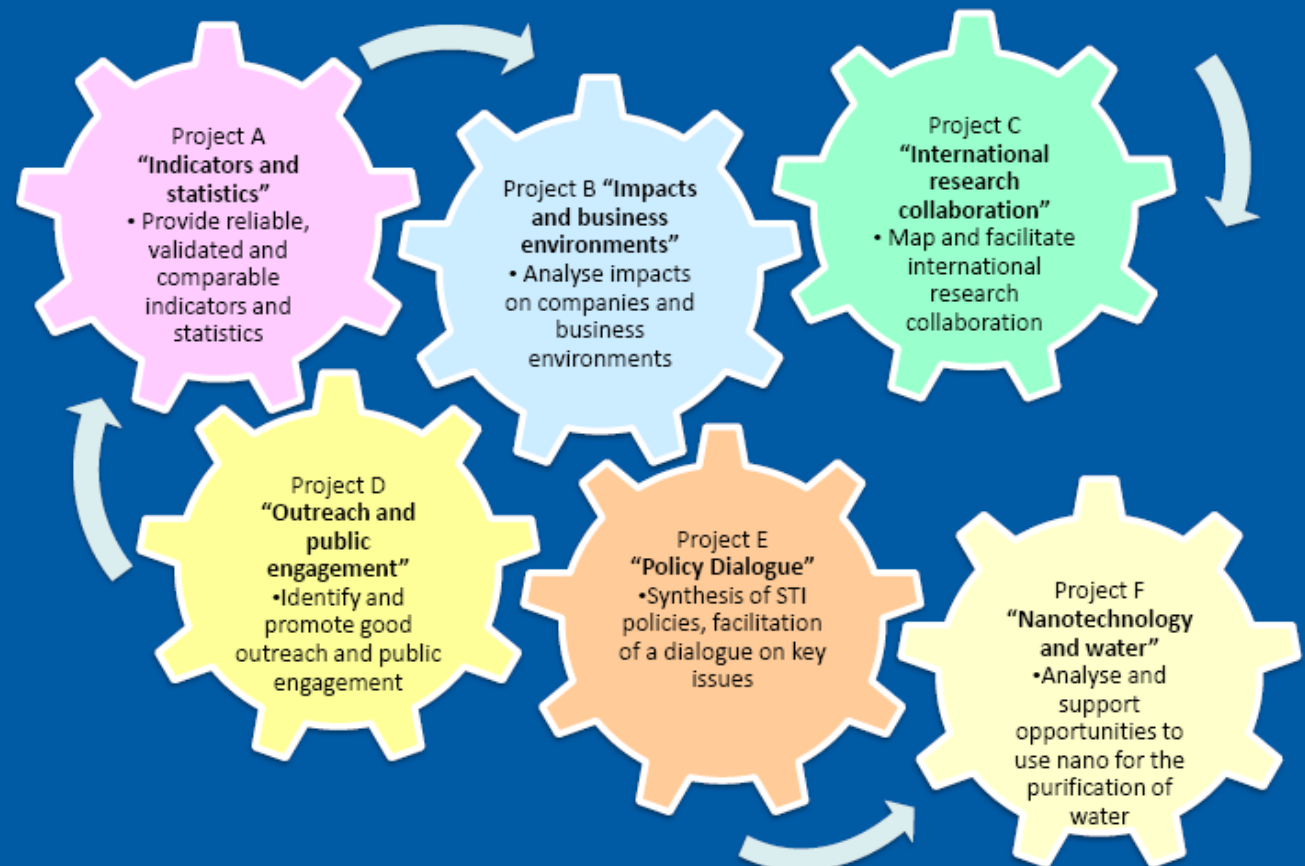 Project A
“Indicators and
statistics”
• Provide reliable,
validated and
comparable
indicators and
statistics
Project B “Impacts
and business
environments”
• Analyse impacts
on companies and
business
environments
Project C
“International
research
collaboration”
• Map and facilitate
international
research
collaboration
Project D
“Outreach and
public
engagement”
•Identify and
promote good
outreach and public
engagement
Project E
“Policy Dialogue”
•Synthesis of STI
policies, facilitation
of a dialogue on key
issues
Project F
“Nanotechnology
and water”
•Analyse and
support
opportunities to
use nano for the
purification of
water